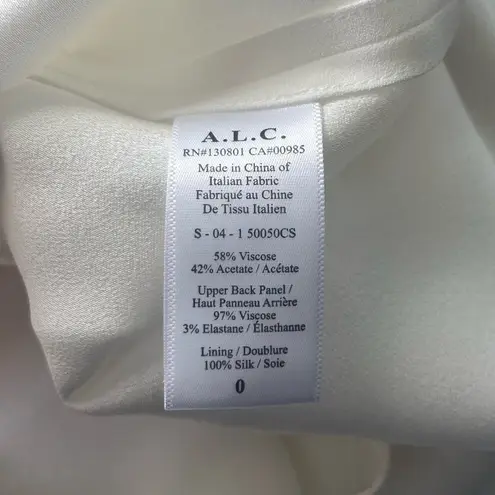 A.L.C.
RN#130801 CA#00985
Made in China of
Italian Fabric
Fabriqué au Chine
De Tissu Italien
S - 04 - 1 50050CS
58% Viscose
42% Acetate / Acétate
Upper Back Panel /
Haut Panneau Arrière
97% Viscose
3% Elastane / Élasthanne
Lining / Doublure
100% Silk / Soie
0